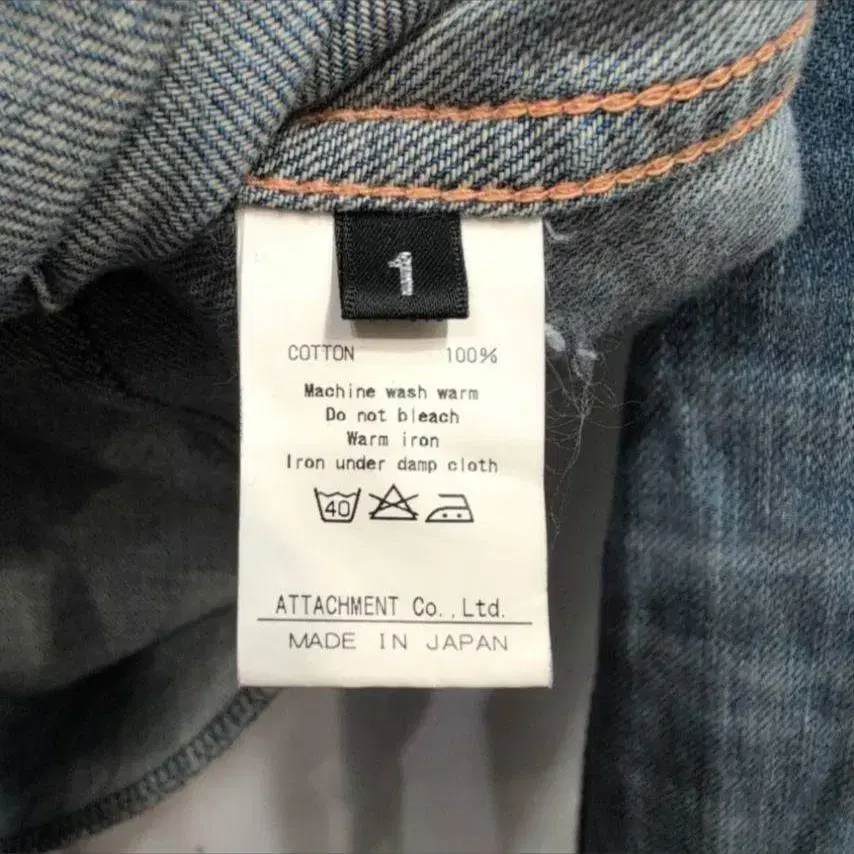 1
COTTON 100%
Machine wash warm
Do not bleach
Warm iron
Iron under damp cloth
40
ATTACHMENT Co.,Ltd.
MADE IN JAPAN